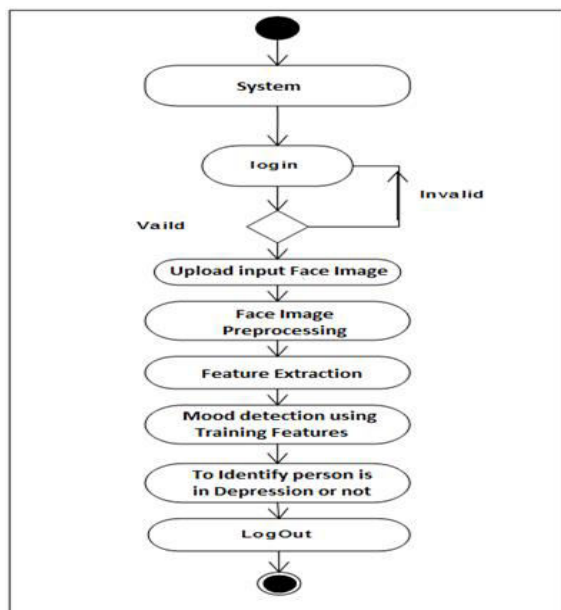 System
login
Invalid
Vaild
Upload input Face Image
Face Image
Preprocessing
Feature Extraction
Mood detection using
Training Features
To Identify person is
in Depression or not
LogOut